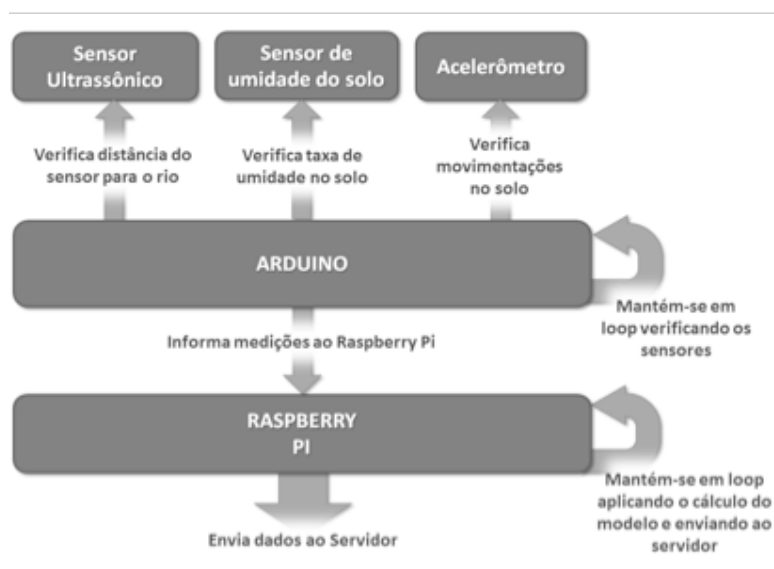 Sensor
Ultrassônico
Sensor de
umidade do solo
Acelerômetro
Verifica distância do
sensor para o rio
Verifica taxa de
umidade no solo
Verifica
movimentações
no solo
ARDUINO
Mantém-se em
loop verificando os
sensores
Informa medições ao Raspberry Pi
RASPBERRY
PI
Mantém-se em loop
aplicando o cálculo do
modelo e enviando ao
servidor
Envia dados ao Servidor